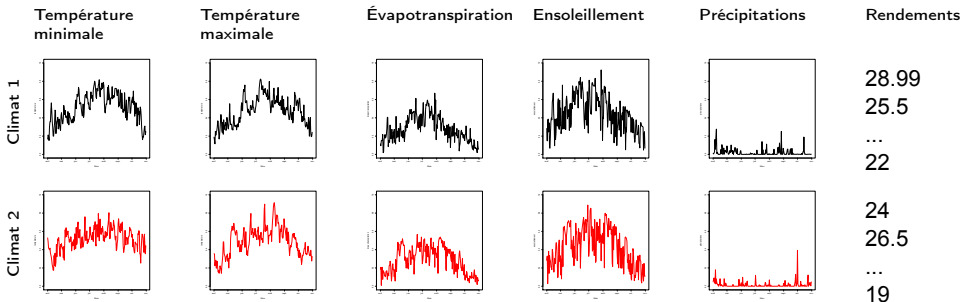 Température minimale
Température maximale
Évapotranspiration
Ensoleillement
Précipitations
Rendements
Climat 1
28.99
25.5
...
22
Climat 2
24
26.5
...
19